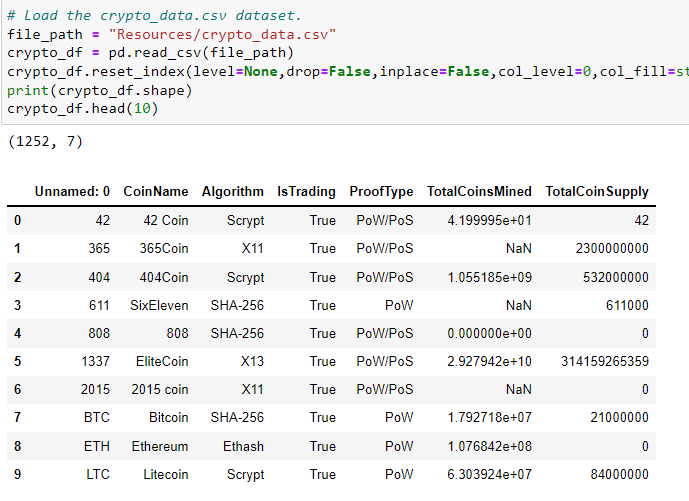 # Load the crypto_data.csv dataset.
file_path = "Resources/crypto_data.csv"
crypto_df = pd.read_csv(file_path)
crypto_df.reset_index(level=None,drop=False,inplace=False,col_level=0,col_fill=st
print(crypto_df.shape)
crypto_df.head(10)
(1252, 7)
Unnamed: 0 CoinName Algorithm IsTrading ProofType TotalCoinsMined TotalCoinSupply
0 42 42 Coin Scrypt True PoW/PoS 4.199995e+01 42
1 365 365Coin X11 True PoW/PoS NaN 2300000000
2 404 404Coin Scrypt True PoW/PoS 1.055185e+09 532000000
3 611 SixEleven SHA-256 True PoW NaN 611000
4 808 808 SHA-256 True PoW/PoS 0.000000e+00 0
5 1337 EliteCoin X13 True PoW/PoS 2.927942e+10 314159265359
6 2015 2015 coin X11 True PoW/PoS NaN 0
7 BTC Bitcoin SHA-256 True PoW 1.792718e+07 21000000
8 ETH Ethereum Ethash True PoW 1.076842e+08 0
9 LTC Litecoin Scrypt True PoW 6.303924e+07 84000000